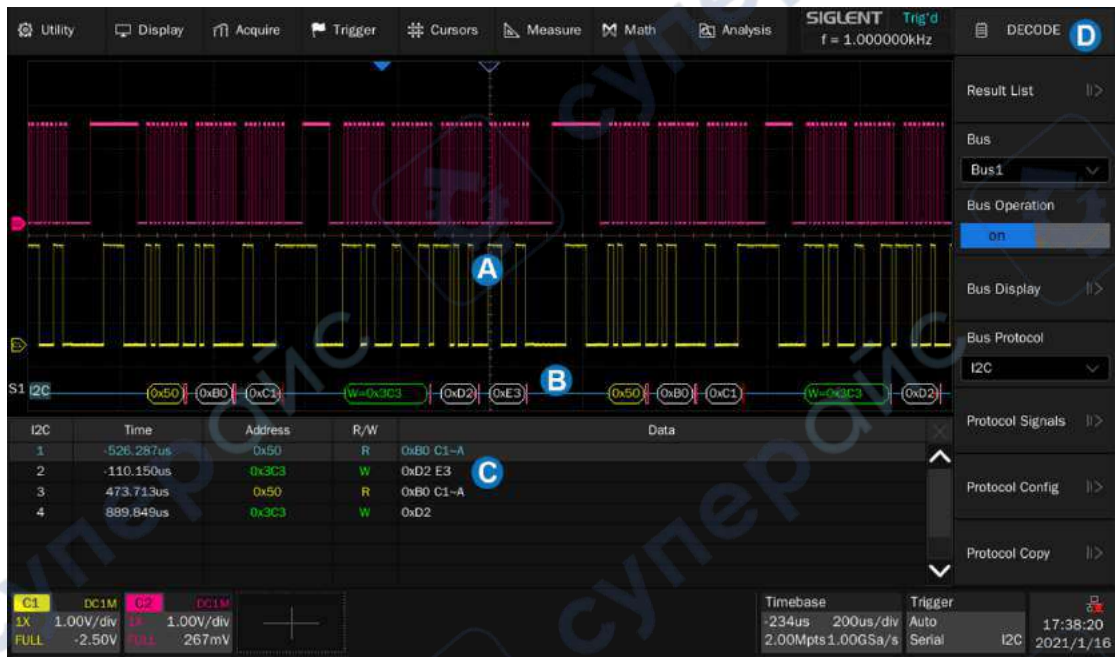 Utility Display Acquire Trigger Cursors Measure Math Analysis
SIGLENT Trig'd
f = 1.000000kHz
DECODE D
Result List
Bus
Bus1
Bus Operation
on
Bus Display
Bus Protocol
I2C
Protocol Signals
Protocol Config
Protocol Copy
A
B
S1 I2C 0x50 0xB0 0xC1 W=0x3C3 0xD2 0xE3 0x50 0xB0 0xC1 W=0x3C3 0xD2
I2C Time Address R/W Data
1 -526.287us 0x50 R 0xB0 C1~A
2 -110.150us 0x3C3 W 0xD2 E3
C
3 473.713us 0x50 R 0xB0 C1~A
4 889.849us 0x3C3 W 0xD2
C1 DC1M
1X 1.00V/div
FULL -2.50V
C2 DC1M
1X 1.00V/div
FULL 267mV
Timebase
-234us 200us/div
2.00Mpts 1.00GSa/s
Trigger
Auto
Serial I2C
17:38:20
2021/1/16
суперайс